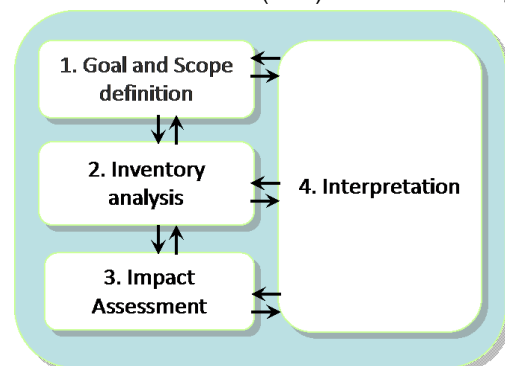 1. Goal and Scope
definition
2. Inventory
analysis
4. Interpretation
3. Impact
Assessment